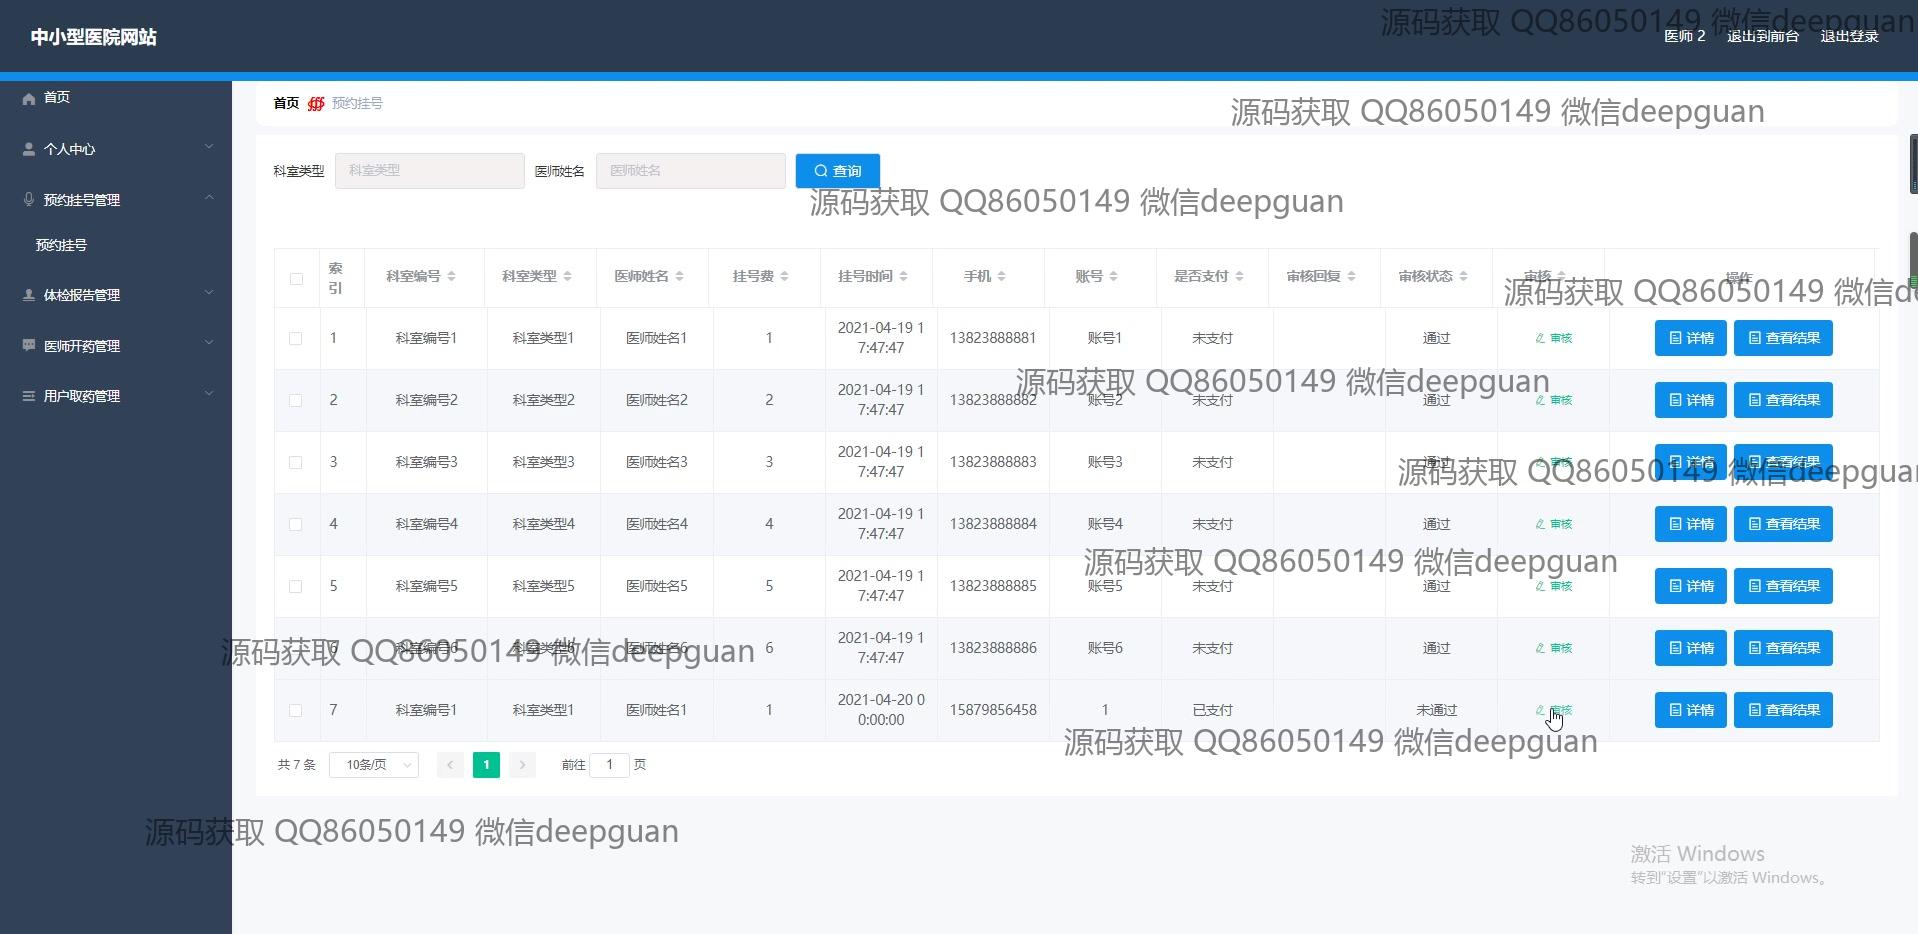 中小型医院网站
源码获取 QQ86050149 微信deepguan
医师 2 退出到前台 退出登录
首页
个人中心
预约挂号管理
预约挂号
体检报告管理
医师开药管理
用户取药管理
首页 预约挂号
源码获取 QQ86050149 微信deepguan
科室类型 科室类型 医师姓名 医师姓名 查询
源码获取 QQ86050149 微信deepguan
索引 科室编号 科室类型 医师姓名 挂号费 挂号时间 手机 账号 是否支付 审核回复 审核状态 审核 操作
源码获取 QQ86050149 微信de
1 科室编号1 科室类型1 医师姓名1 1 2021-04-19 17:47:47 13823888881 账号1 未支付 通过 审核 详情 查看结果
源码获取 QQ86050149 微信deepguan
2 科室编号2 科室类型2 医师姓名2 2 2021-04-19 17:47:47 13823888882 账号2 未支付 通过 审核 详情 查看结果
3 科室编号3 科室类型3 医师姓名3 3 2021-04-19 17:47:47 13823888883 账号3 未支付 通过 审核 详情 查看结果
源码获取 QQ86050149 微信deepguan
4 科室编号4 科室类型4 医师姓名4 4 2021-04-19 17:47:47 13823888884 账号4 未支付 通过 审核 详情 查看结果
源码获取 QQ86050149 微信deepguan
5 科室编号5 科室类型5 医师姓名5 5 2021-04-19 17:47:47 13823888885 账号5 未支付 通过 审核 详情 查看结果
6 科室编号6 科室类型6 医师姓名6 6 2021-04-19 17:47:47 13823888886 账号6 未支付 通过 审核 详情 查看结果
源码获取 QQ86050149 微信deepguan
7 科室编号1 科室类型1 医师姓名1 1 2021-04-20 00:00:00 15879856458 1 已支付 未通过 审核 详情 查看结果
源码获取 QQ86050149 微信deepguan
共 7 条 10条/页 1 前往 1 页
源码获取 QQ86050149 微信deepguan
激活 Windows
转到"设置"以激活 Windows。